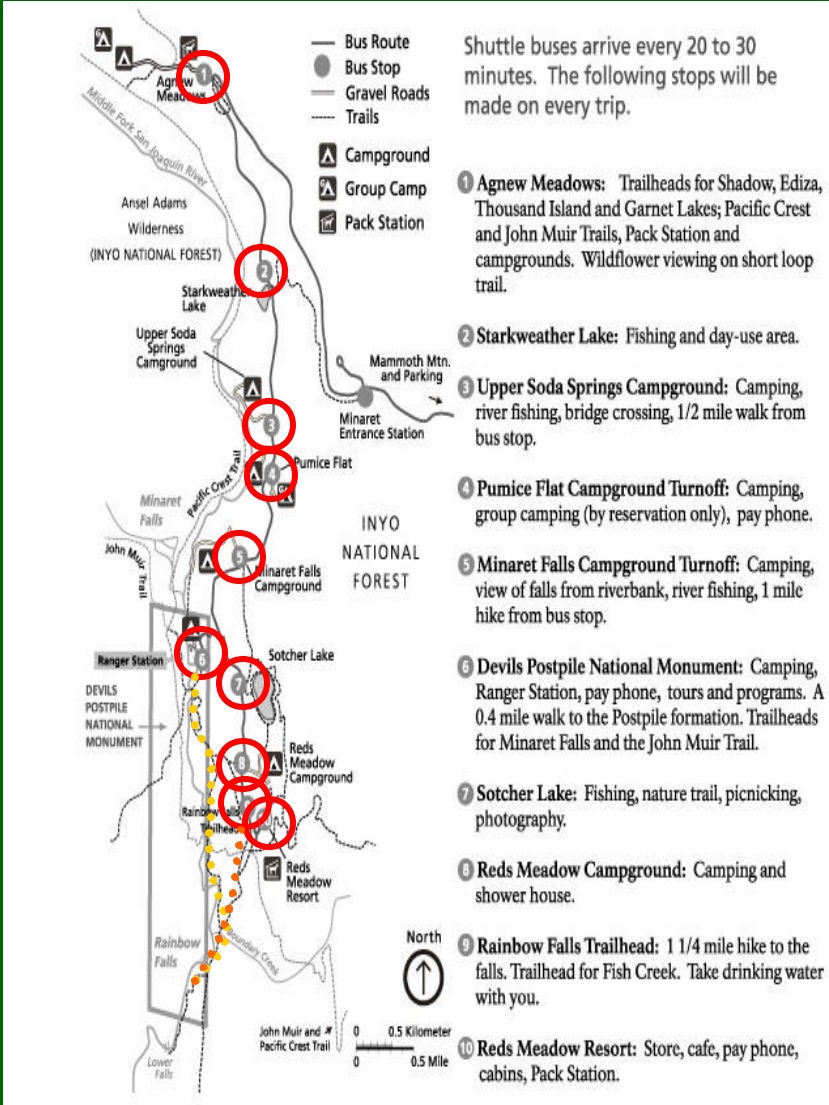 Bus Route
Bus Stop
Gravel Roads
Trails
Campground
Group Camp
Pack Station
1
Agnew
Meadows
Middle Fork San Joaquin River
Ansel Adams
Wilderness
(INYO NATIONAL FOREST)
2
Starkweather
Lake
Upper Soda
Springs
Camground
Mammoth Mtn.
and Parking
Minaret
Entrance Station
3
4
Pumice Flat
Pacific Crest Trail
Minaret
Falls
INYO
NATIONAL
FOREST
John Muir Trail
5
Minaret Falls
Campground
6
Ranger Station
Sotcher Lake
7
DEVILS
POSTPILE
NATIONAL
MONUMENT
8
Reds
Meadow
Campground
Rainbow Falls
Trailhead
Reds
Meadow
Resort
Rainbow
Falls
Boundary Creek
North
John Muir and
Pacific Crest Trail
0 0.5 Kilometer
0 0.5 Mile
Lower
Falls
Shuttle buses arrive every 20 to 30
minutes. The following stops will be
made on every trip.
1 Agnew Meadows: Trailheads for Shadow, Ediza,
Thousand Island and Garnet Lakes; Pacific Crest
and John Muir Trails, Pack Station and
campgrounds. Wildflower viewing on short loop
trail.
2 Starkweather Lake: Fishing and day-use area.
3 Upper Soda Springs Campground: Camping,
river fishing, bridge crossing, 1/2 mile walk from
bus stop.
4 Pumice Flat Campground Turnoff: Camping,
group camping (by reservation only), pay phone.
5 Minaret Falls Campground Turnoff: Camping,
view of falls from riverbank, river fishing, 1 mile
hike from bus stop.
6 Devils Postpile National Monument: Camping,
Ranger Station, pay phone, tours and programs. A
0.4 mile walk to the Postpile formation. Trailheads
for Minaret Falls and the John Muir Trail.
7 Sotcher Lake: Fishing, nature trail, picnicking,
photography.
8 Reds Meadow Campground: Camping and
shower house.
9 Rainbow Falls Trailhead: 1 1/4 mile hike to the
falls. Trailhead for Fish Creek. Take drinking water
with you.
10 Reds Meadow Resort: Store, cafe, pay phone,
cabins, Pack Station.